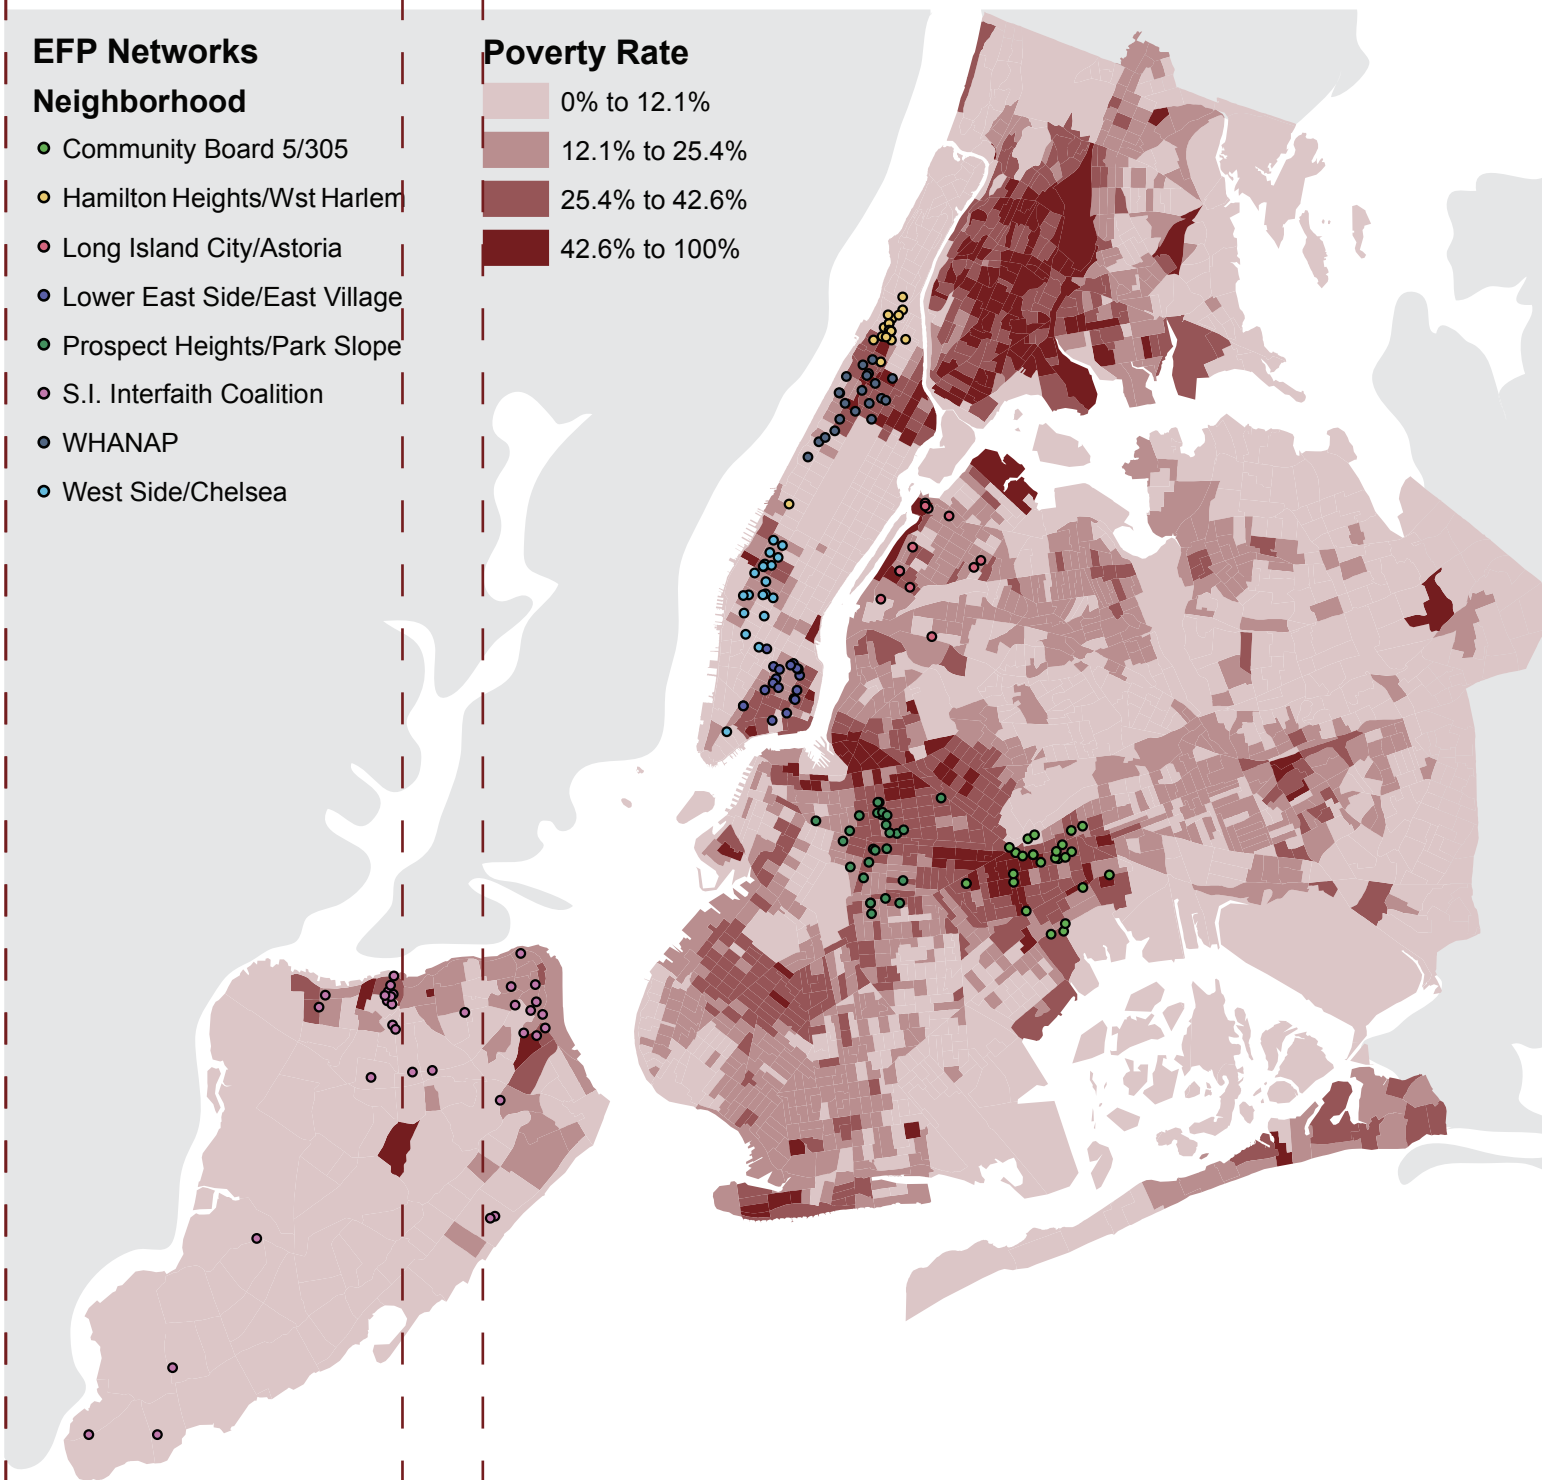 EFP Networks
Neighborhood
Community Board 5/305
Hamilton Heights/Wst Harlem
Long Island City/Astoria
Lower East Side/East Village
Prospect Heights/Park Slope
S.I. Interfaith Coalition
WHANAP
West Side/Chelsea
Poverty Rate
0% to 12.1%
12.1% to 25.4%
25.4% to 42.6%
42.6% to 100%